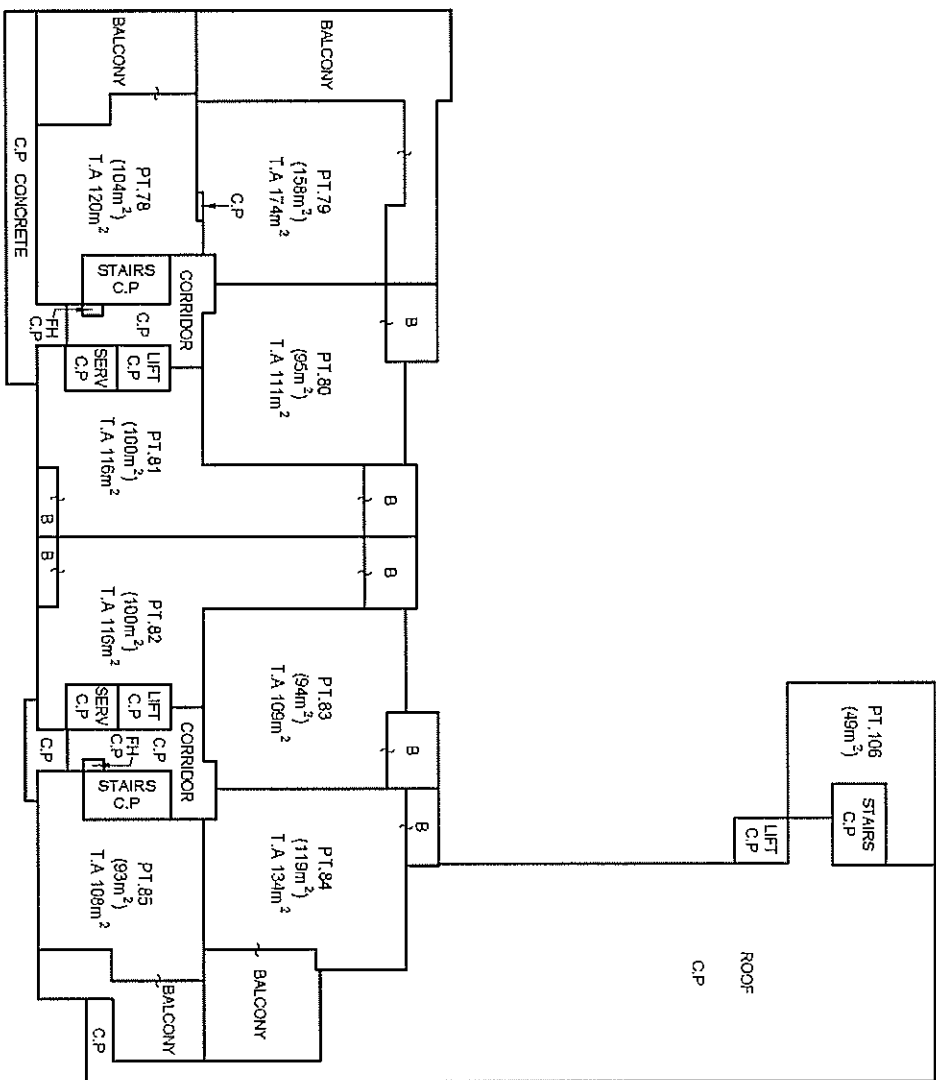 BALCONY
BALCONY
C.P CONCRETE
PT.78
(104m²)
T.A 120m²
PT.79
(158m²)
T.A 174m²
C.P
STAIRS
C.P
CORRIDOR
C.P
FH
C.P
LIFT
C.P
SERV
C.P
B
PT.80
(95m²)
T.A 111m²
PT.81
(100m²)
T.A 116m²
B
B
B
B
PT.82
(100m²)
T.A 116m²
PT.83
(94m²)
T.A 109m²
LIFT
C.P
SERV
C.P
CORRIDOR
C.P
FH
C.P
C.P
STAIRS
C.P
B
B
PT.84
(119m²)
T.A 134m²
PT.85
(93m²)
T.A 108m²
BALCONY
BALCONY
C.P
PT.106
(49m²)
STAIRS
C.P
LIFT
C.P
ROOF
C.P